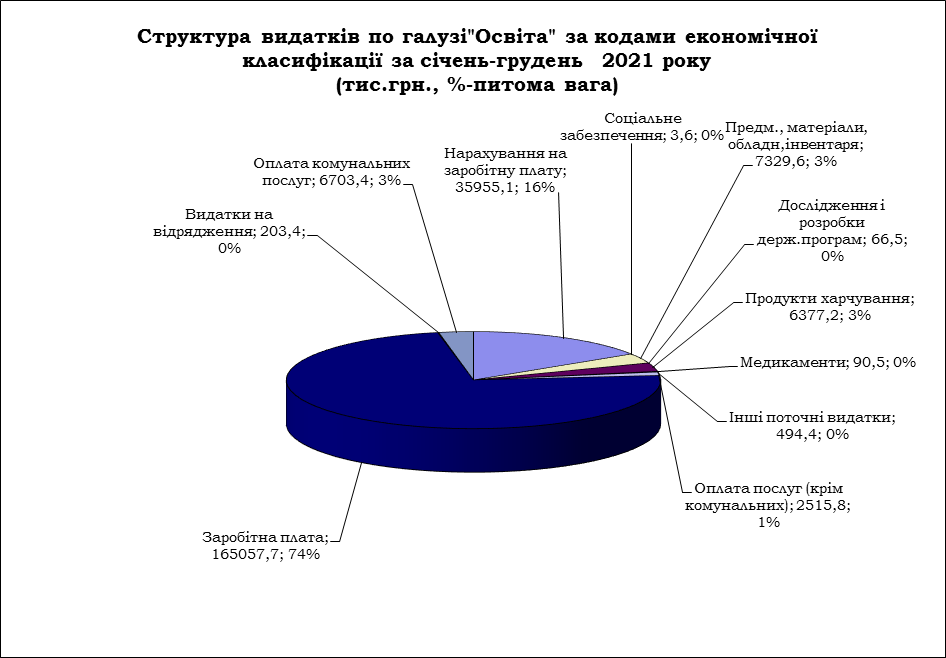 Структура видатків по галузі"Освіта" за кодами економічної
класифікації за січень-грудень 2021 року
(тис.грн., %-питома вага)
Соціальне
забезпечення; 3,6; 0%
Предм., матеріали,
обладн,інвентаря;
7329,6; 3%
Нарахування на
заробітну плату;
35955,1; 16%
Оплата комунальних
послуг; 6703,4; 3%
Видатки на
відрядження; 203,4;
0%
Дослідження і
розробки
держ.програм; 66,5;
0%
Продукти харчування;
6377,2; 3%
Медикаменти; 90,5; 0%
Інші поточні видатки;
494,4; 0%
Оплата послуг (крім
комунальних); 2515,8;
1%
Заробітна плата;
165057,7; 74%